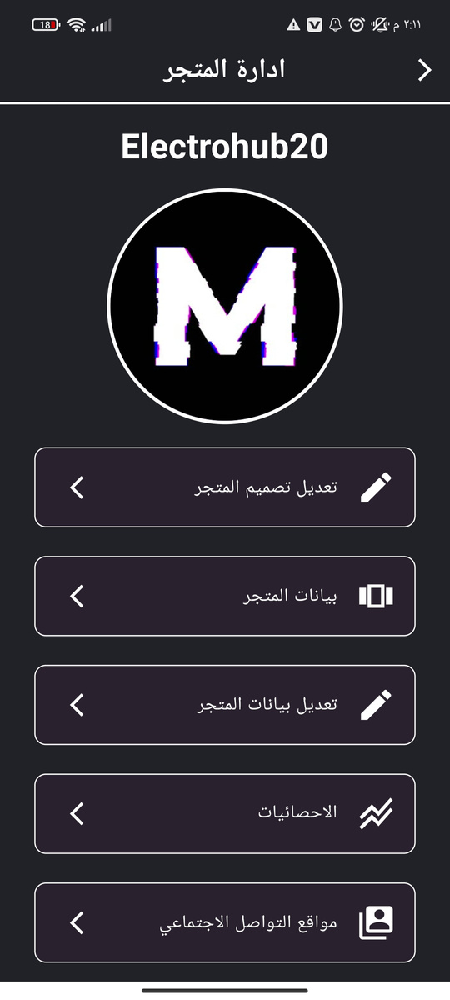 18
٢:١١ م
ادارة المتجر
Electrohub20
M
تعديل تصميم المتجر
بيانات المتجر
تعديل بيانات المتجر
الاحصائيات
مواقع التواصل الاجتماعي